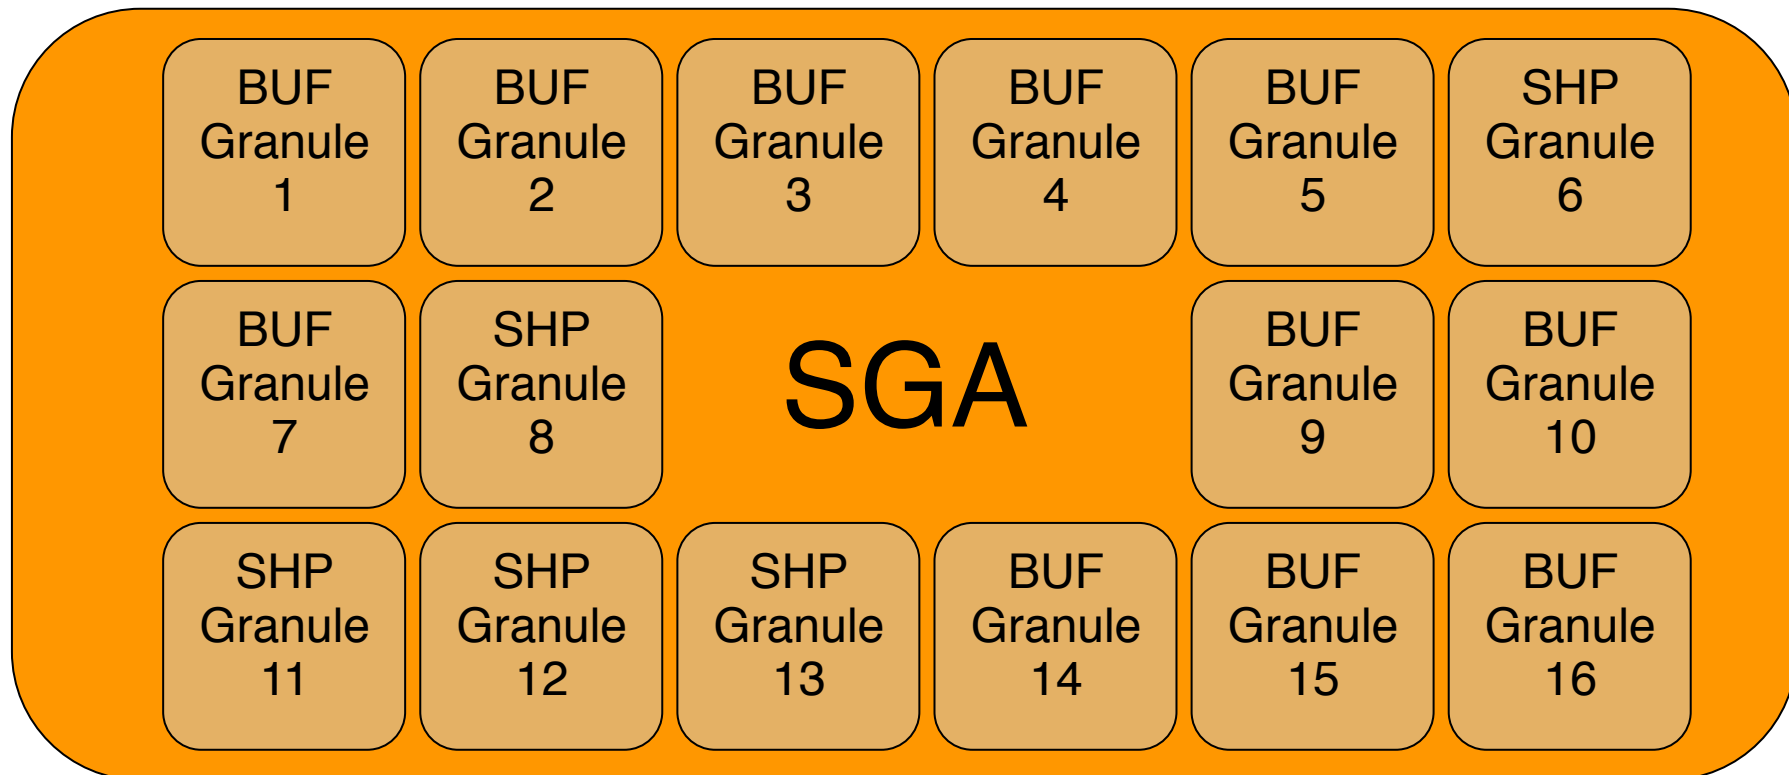 BUF
Granule
1
BUF
Granule
2
BUF
Granule
3
BUF
Granule
4
BUF
Granule
5
SHP
Granule
6
BUF
Granule
7
SHP
Granule
8
SGA
BUF
Granule
9
BUF
Granule
10
SHP
Granule
11
SHP
Granule
12
SHP
Granule
13
BUF
Granule
14
BUF
Granule
15
BUF
Granule
16